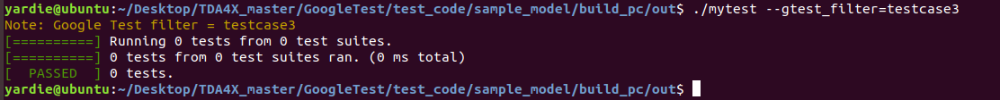 yardie@ubuntu:~/Desktop/TDA4X_master/GoogleTest/test_code/sample_model/build_pc/out$ ./mytest --gtest_filter=testcase3
Note: Google Test filter = testcase3
[==========] Running 0 tests from 0 test suites.
[==========] 0 tests from 0 test suites ran. (0 ms total)
[  PASSED  ] 0 tests.
yardie@ubuntu:~/Desktop/TDA4X_master/GoogleTest/test_code/sample_model/build_pc/out$